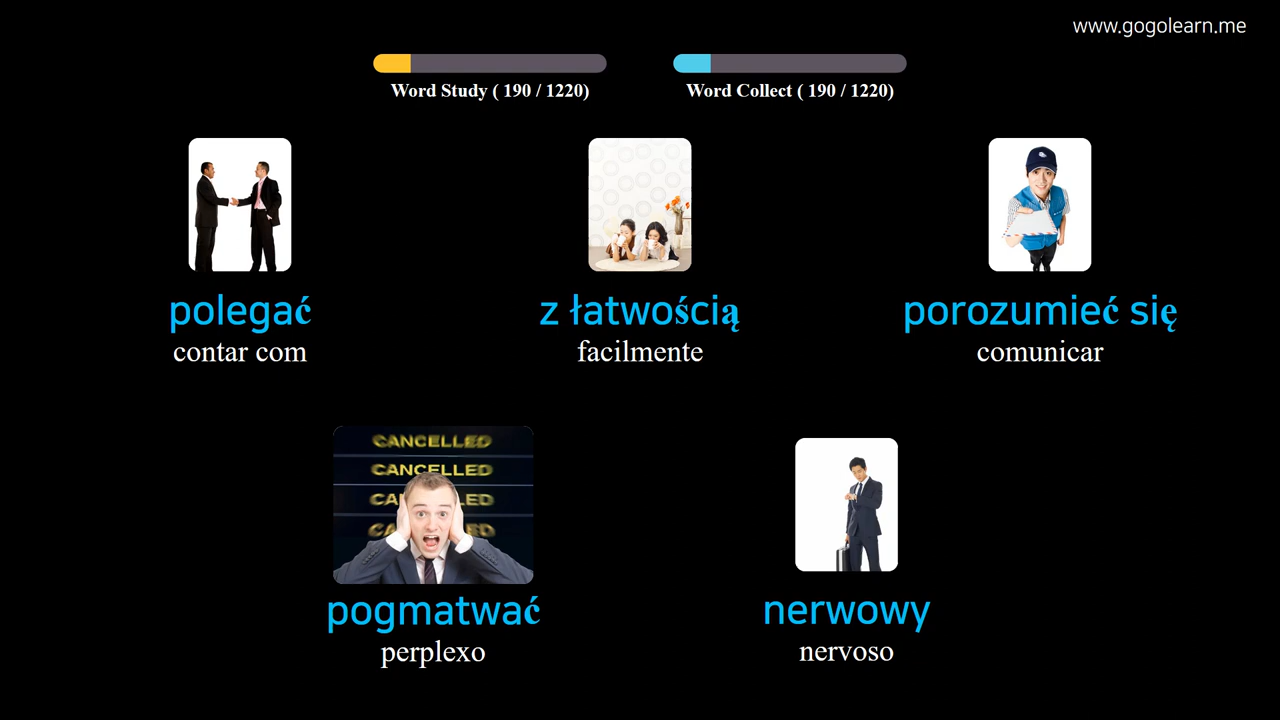 www.gogolearn.me
Word Study ( 190 / 1220)
Word Collect ( 190 / 1220)
polegać
contar com
z łatwością
facilmente
porozumieć się
comunicar
CANCELLED
CANCELLED
pogmatwać
perplexo
nerwowy
nervoso